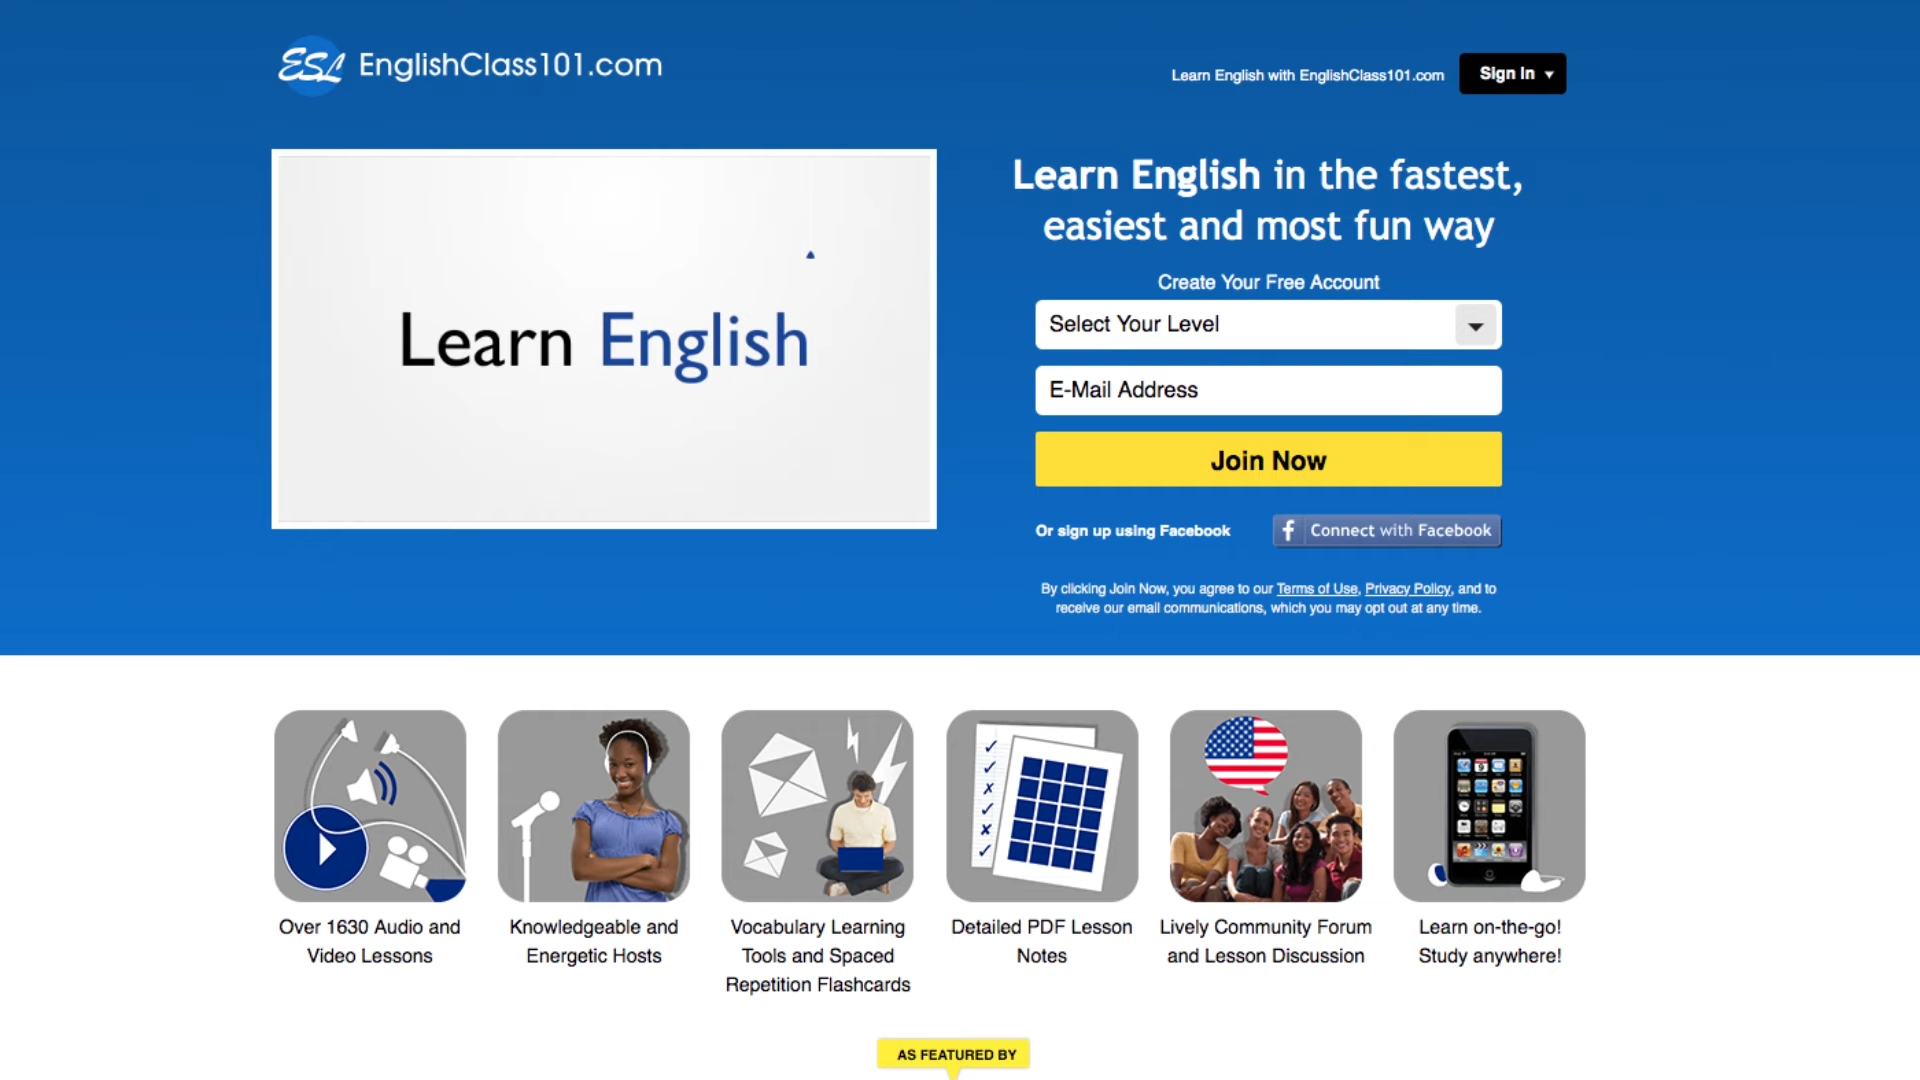 ESL EnglishClass101.com
Learn English with EnglishClass101.com
Sign In
Learn English
Learn English in the fastest,
easiest and most fun way
Create Your Free Account
Select Your Level
E-Mail Address
Join Now
Or sign up using Facebook
f Connect with Facebook
By clicking Join Now, you agree to our Terms of Use, Privacy Policy, and to
receive our email communications, which you may opt out at any time.
Over 1630 Audio and
Video Lessons
Knowledgeable and
Energetic Hosts
Vocabulary Learning
Tools and Spaced
Repetition Flashcards
Detailed PDF Lesson
Notes
Lively Community Forum
and Lesson Discussion
Learn on-the-go!
Study anywhere!
AS FEATURED BY